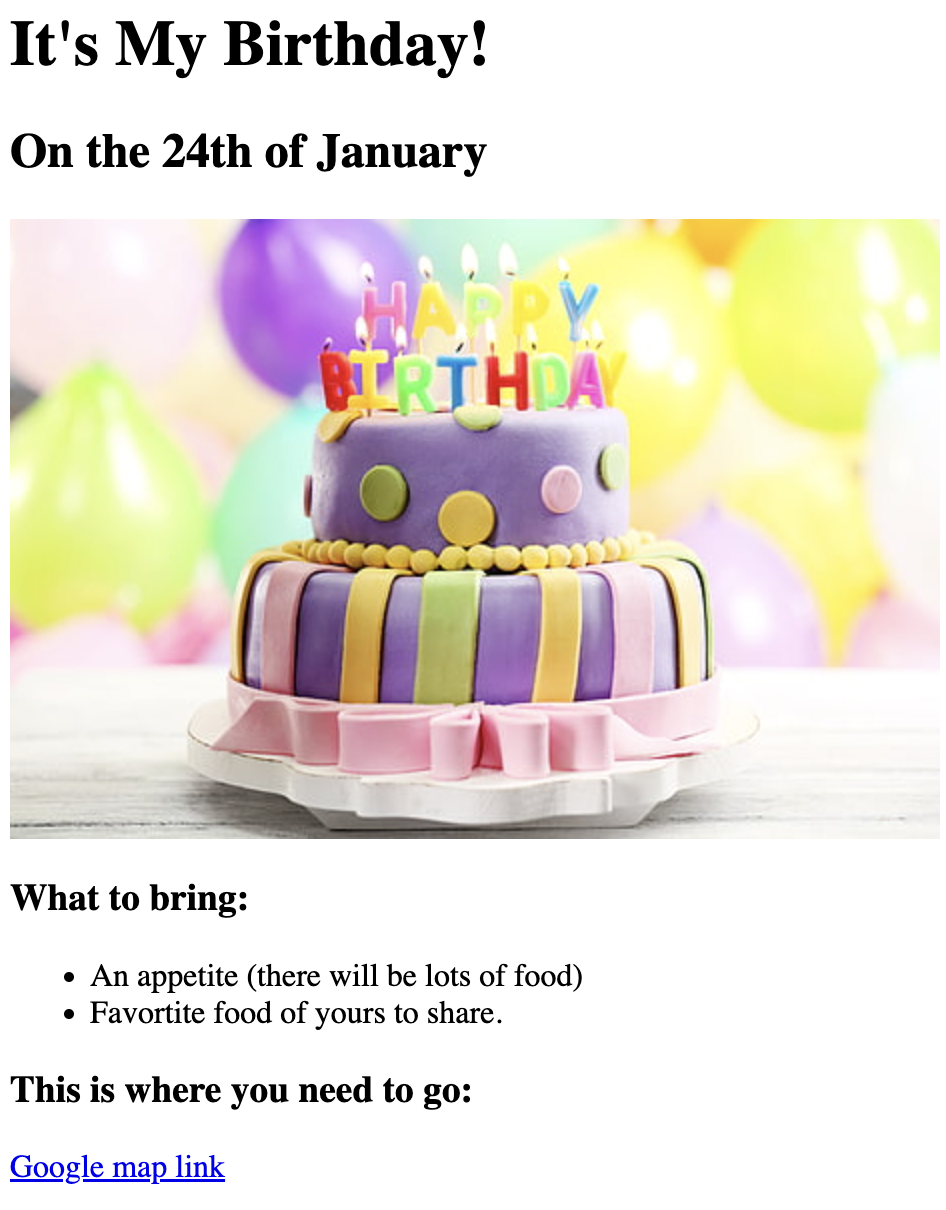 It's My Birthday!
On the 24th of January
HAPPY
BIRTHDAY
What to bring:
An appetite (there will be lots of food)
Favortite food of yours to share.
This is where you need to go:
Google map link